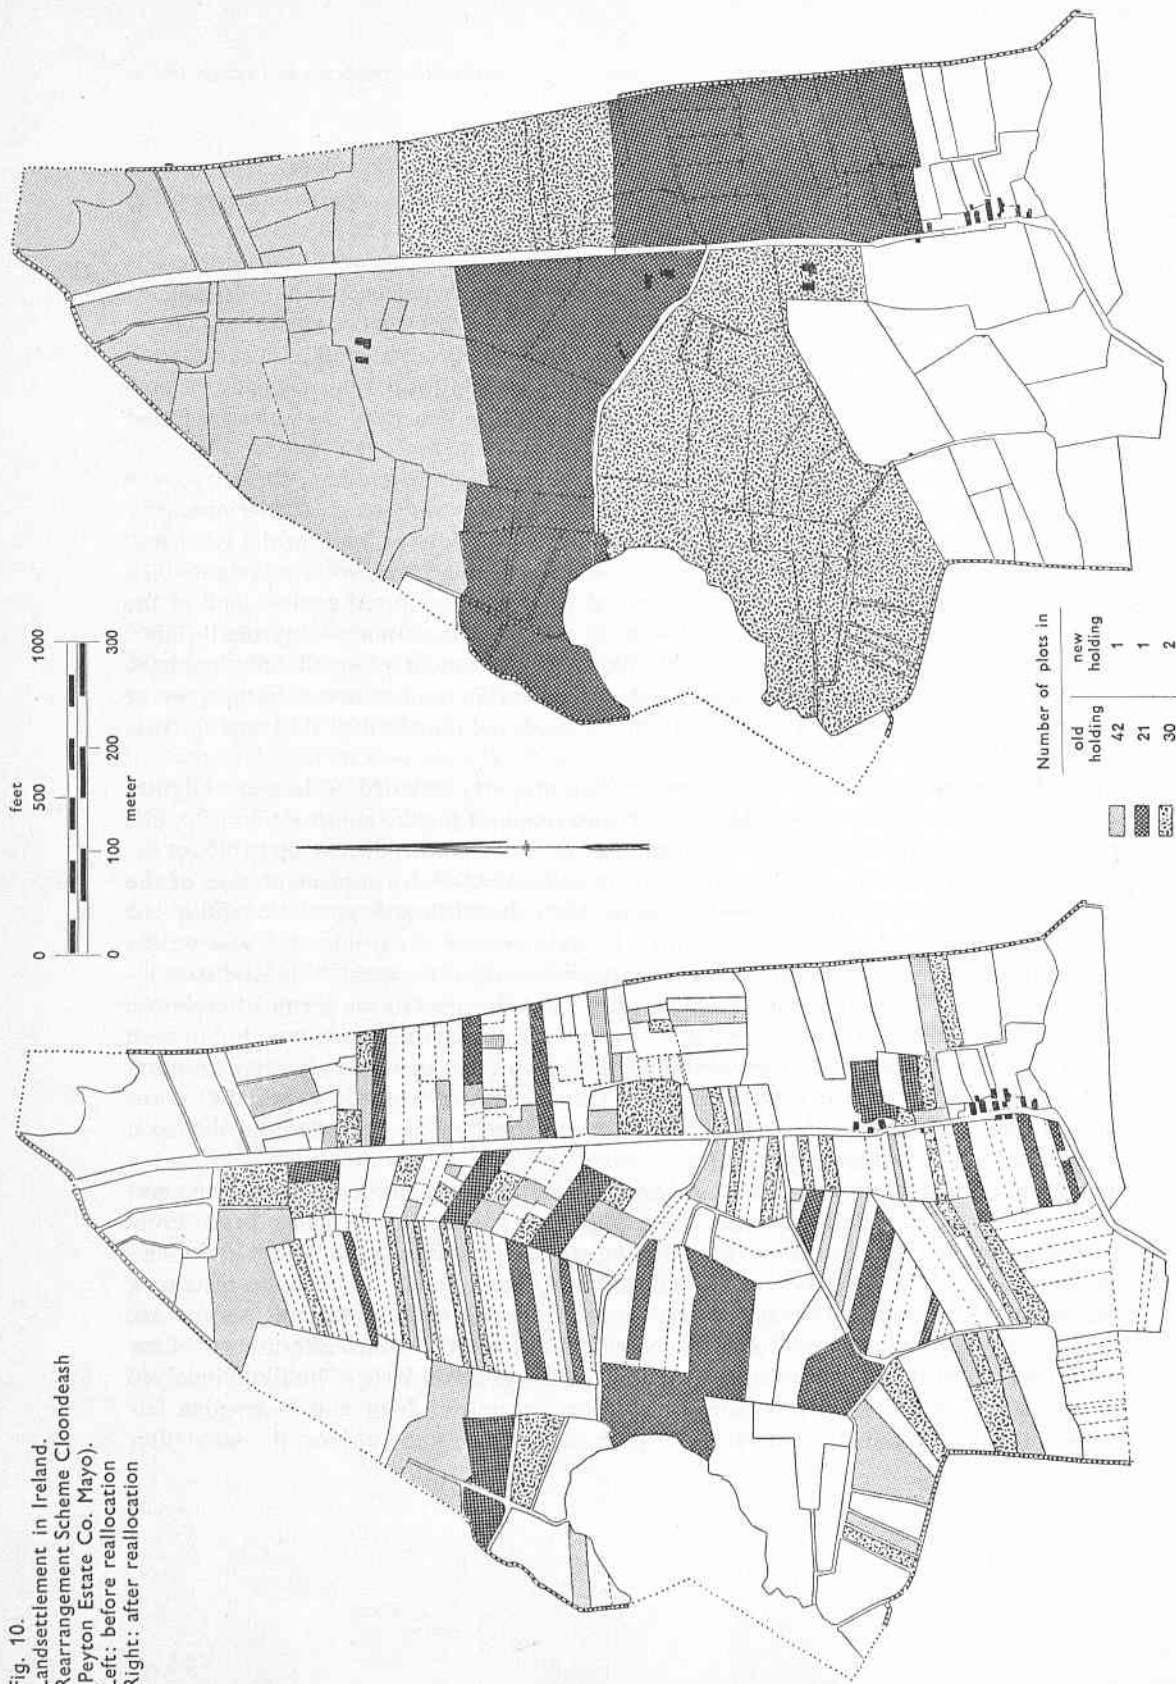 Fig. 10.
Landsettlement in Ireland.
Rearrangement Scheme Cloondeash
Peyton Estate Co. Mayo).
Left: before reallocation
Right: after reallocation
feet
0 500 1000
0 100 200 300
meter
Number of plots in
old holding new holding
42 1
21 1
30 2